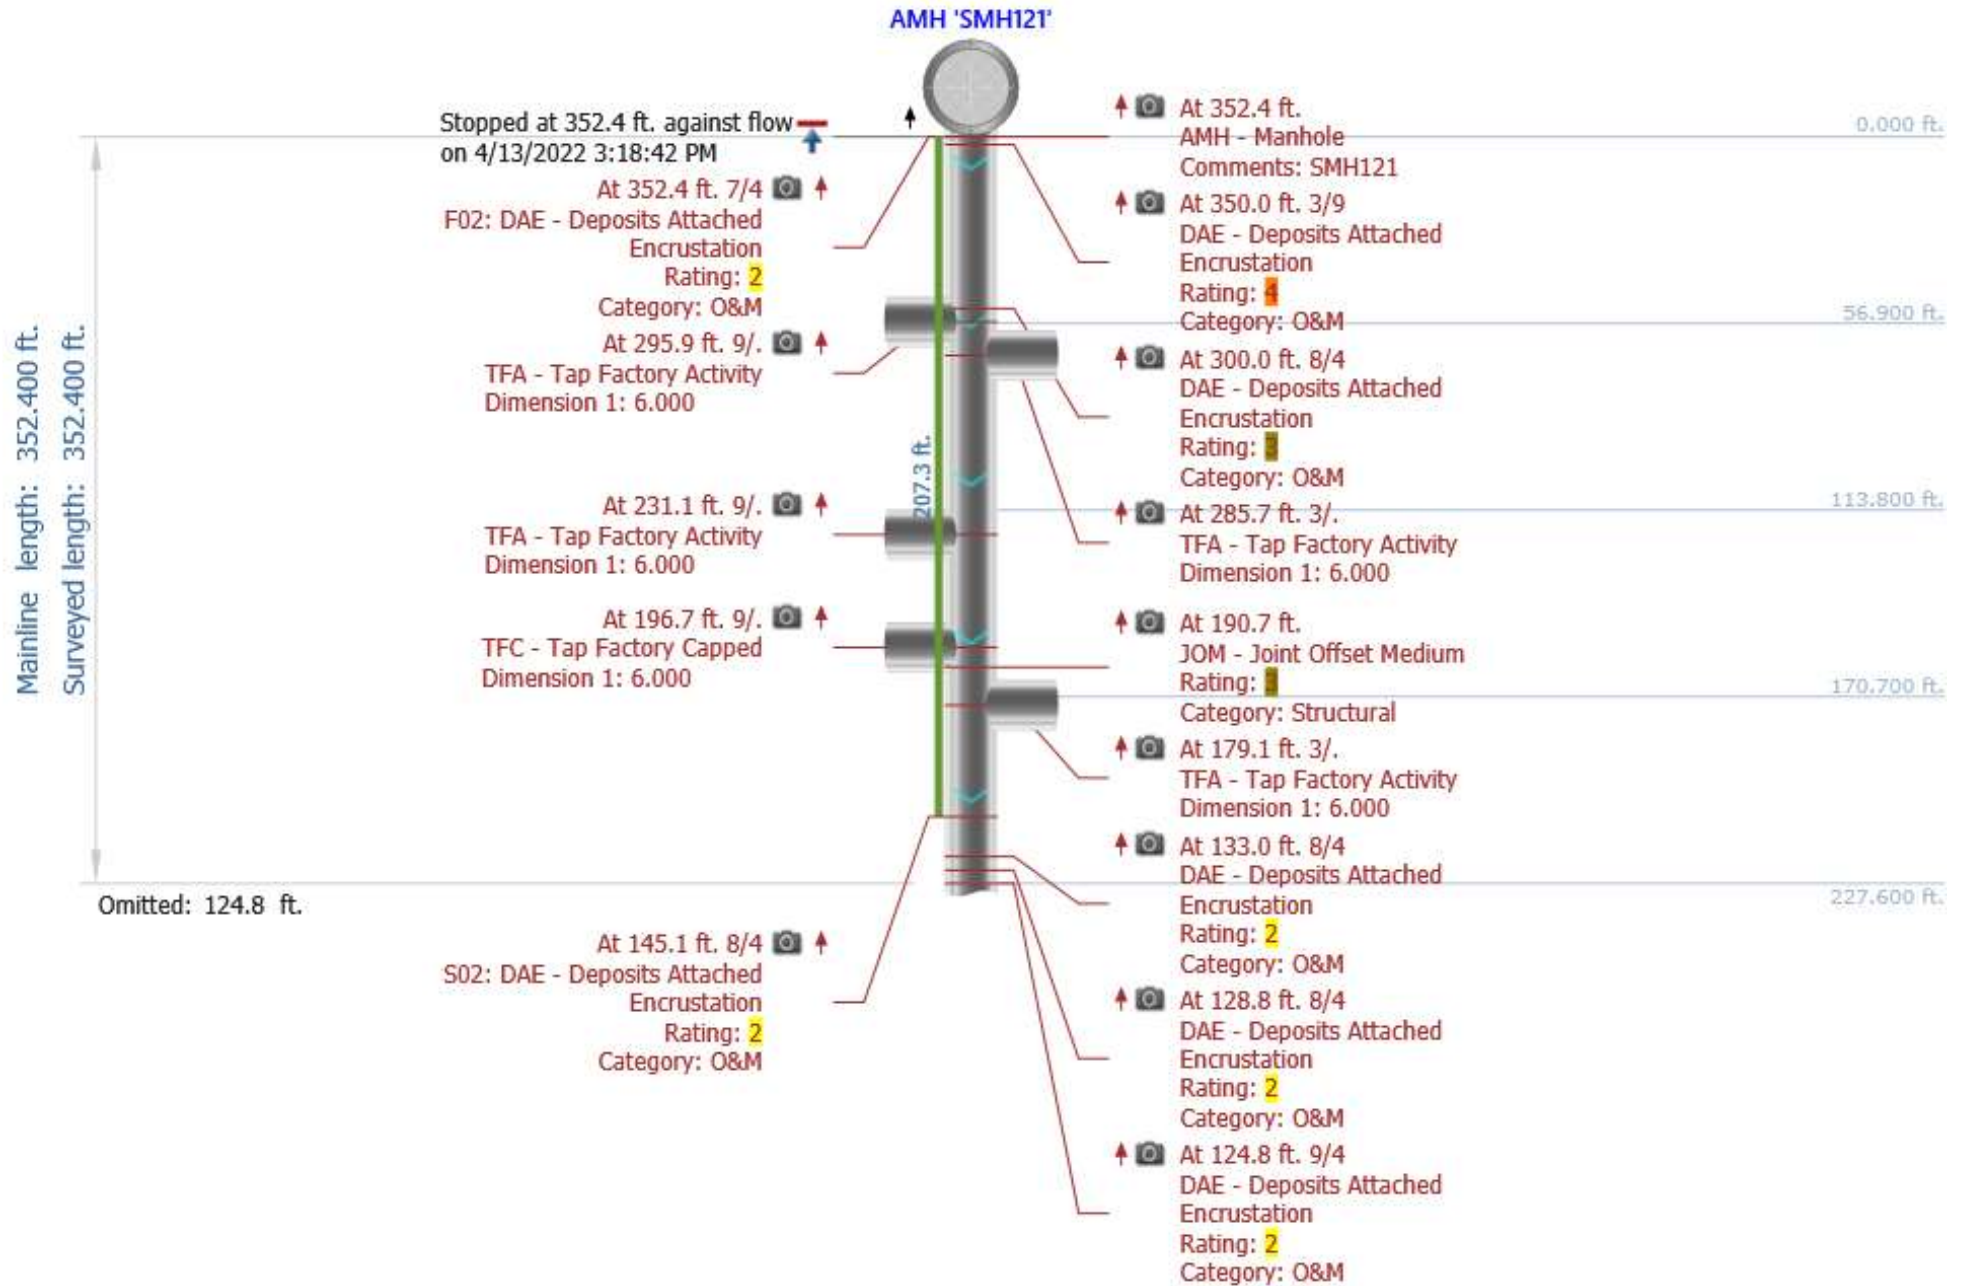 AMH 'SMH121'
Stopped at 352.4 ft. against flow
on 4/13/2022 3:18:42 PM
At 352.4 ft. 7/4
F02: DAE - Deposits Attached
Encrustation
Rating: 2
Category: O&M
At 295.9 ft. 9/.
TFA - Tap Factory Activity
Dimension 1: 6.000
At 231.1 ft. 9/.
TFA - Tap Factory Activity
Dimension 1: 6.000
At 196.7 ft. 9/.
TFC - Tap Factory Capped
Dimension 1: 6.000
At 145.1 ft. 8/4
S02: DAE - Deposits Attached
Encrustation
Rating: 2
Category: O&M
Mainline length: 352.400 ft.
Surveyed length: 352.400 ft.
Omitted: 124.8 ft.
207.3 ft.
At 352.4 ft.
AMH - Manhole
Comments: SMH121
At 350.0 ft. 3/9
DAE - Deposits Attached
Encrustation
Rating: 4
Category: O&M
At 300.0 ft. 8/4
DAE - Deposits Attached
Encrustation
Rating: 3
Category: O&M
At 285.7 ft. 3/.
TFA - Tap Factory Activity
Dimension 1: 6.000
At 190.7 ft.
JOM - Joint Offset Medium
Rating: 3
Category: Structural
At 179.1 ft. 3/.
TFA - Tap Factory Activity
Dimension 1: 6.000
At 133.0 ft. 8/4
DAE - Deposits Attached
Encrustation
Rating: 2
Category: O&M
At 128.8 ft. 8/4
DAE - Deposits Attached
Encrustation
Rating: 2
Category: O&M
At 124.8 ft. 9/4
DAE - Deposits Attached
Encrustation
Rating: 2
Category: O&M
0.000 ft.
56.900 ft.
113.800 ft.
170.700 ft.
227.600 ft.